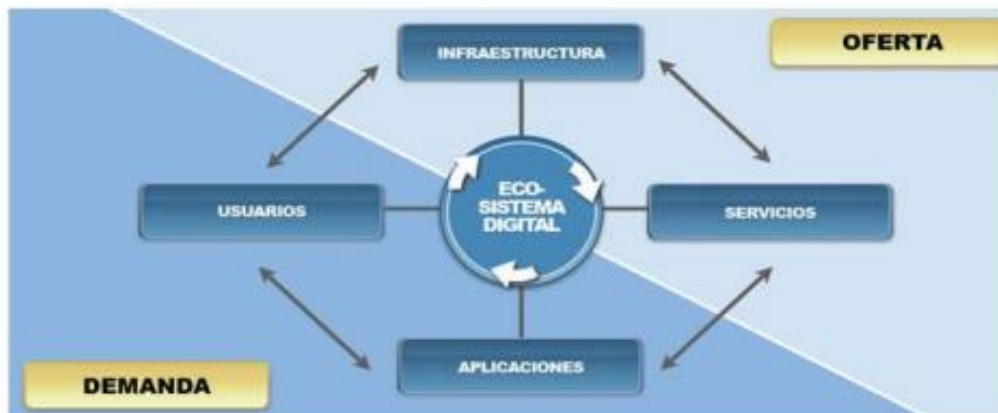 INFRAESTRUCTURA
OFERTA
USUARIOS
ECO-
SISTEMA
DIGITAL
SERVICIOS
APLICACIONES
DEMANDA